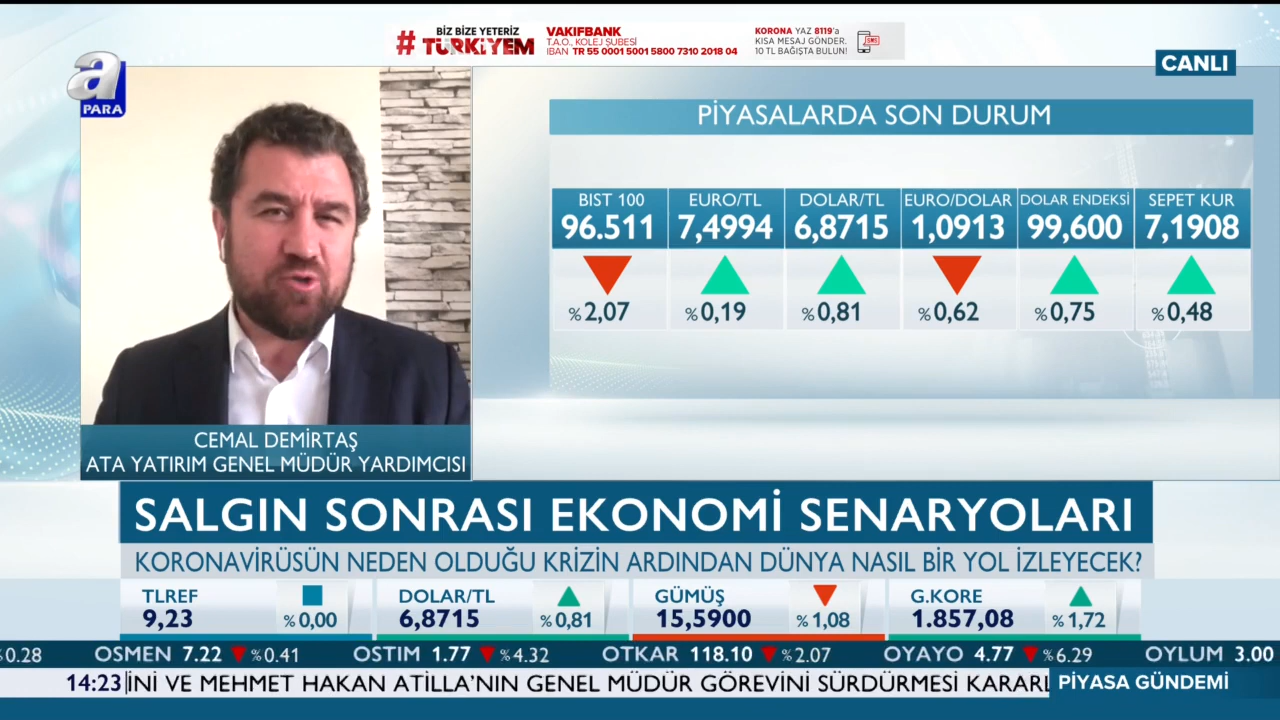 BİZ BİZE YETERİZ
# TÜRKİYEM
VAKIFBANK
T.A.O., KOLEJ ŞUBESİ
IBAN TR 55 0001 5001 5800 7310 2018 04
KORONA YAZ 8119'a
KISA MESAJ GÖNDER,
10 TL BAĞIŞTA BULUN!
SMS
a
PARA
CANLI
PİYASALARDA SON DURUM
BIST 100
96.511
%2,07
EURO/TL
7,4994
%0,19
DOLAR/TL
6,8715
%0,81
EURO/DOLAR
1,0913
%0,62
DOLAR ENDEKSİ
99,600
%0,75
SEPET KUR
7,1908
%0,48
CEMAL DEMİRTAŞ
ATA YATIRIM GENEL MÜDÜR YARDIMCISI
SALGIN SONRASI EKONOMİ SENARYOLARI
KORONAVİRÜSÜN NEDEN OLDUĞU KRİZİN ARDINDAN DÜNYA NASIL BİR YOL İZLEYECEK?
TLREF
9,23
%0,00
DOLAR/TL
6,8715
%0,81
GÜMÜŞ
15,5900
%1,08
G.KORE
1.857,08
%1,72
%0.28 OSMEN 7.22 %0.41 OSTIM 1.77 %4.32 OTKAR 118.10 %2.07 OYAYO 4.77 %6.29 OYLUM 3.00
14:23 İNİ VE MEHMET HAKAN ATİLLA'NIN GENEL MÜDÜR GÖREVİNİ SÜRDÜRMESİ KARARL PİYASA GÜNDEMİ